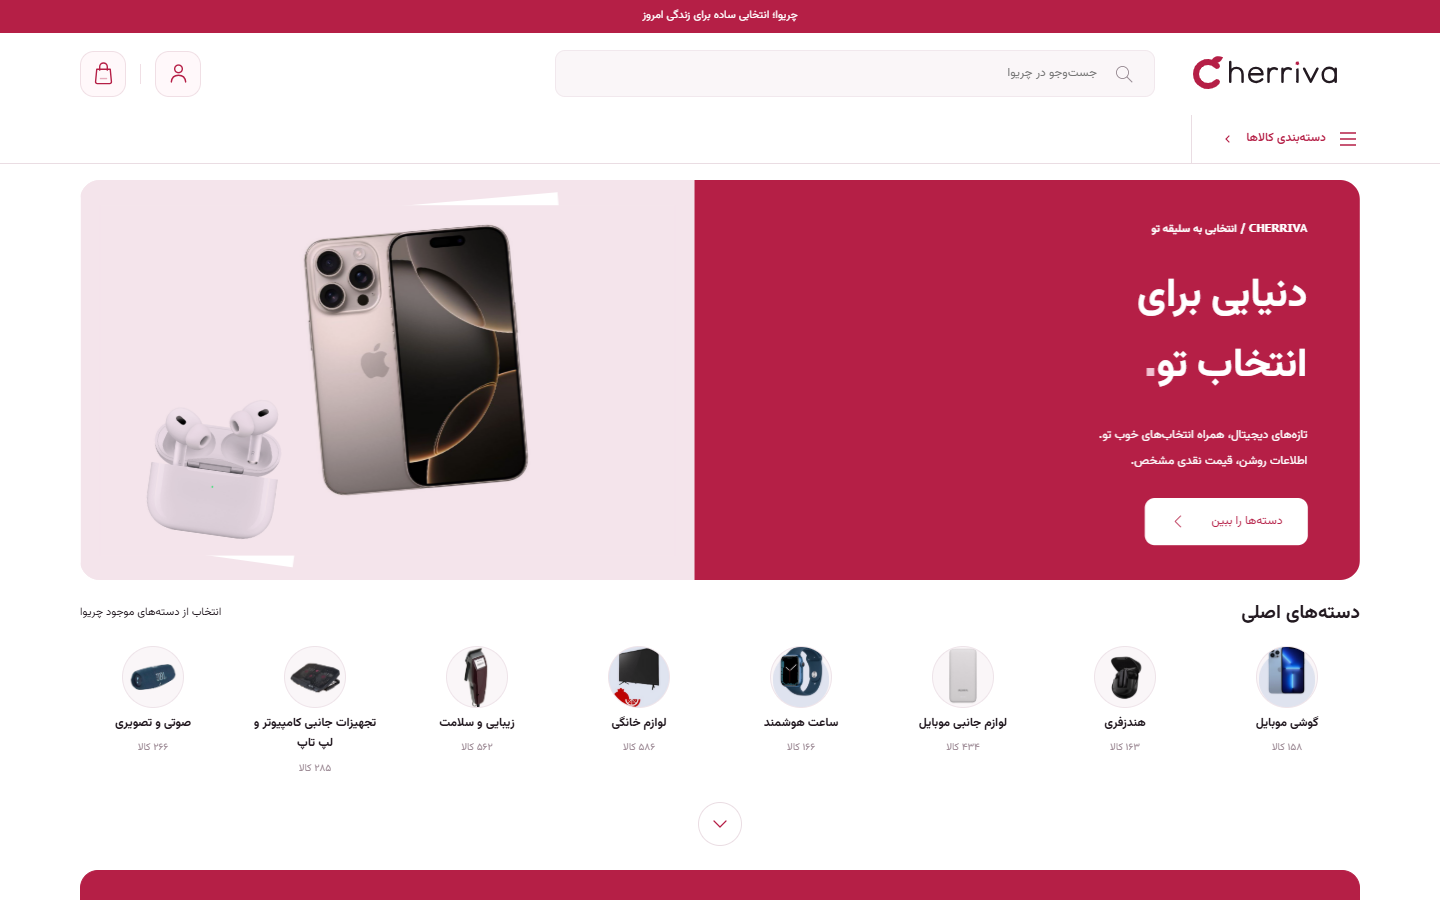 چریوا؛ انتخابی ساده برای زندگی امروز
Cherriva
جست‌وجو در چریوا
دسته‌بندی کالاها
CHERRIVA / انتخابی به سلیقه تو
دنیایی برای
انتخاب تو.
تازه‌های دیجیتال، همراه انتخاب‌های خوب تو.
اطلاعات روشن، قیمت نقدی مشخص.
دسته‌ها را ببین
دسته‌های اصلی
انتخاب از دسته‌های موجود چریوا
گوشی موبایل
۱۵۸ کالا
هندزفری
۱۶۳ کالا
لوازم جانبی موبایل
۴۳۴ کالا
ساعت هوشمند
۱۶۶ کالا
لوازم خانگی
۵۸۶ کالا
زیبایی و سلامت
۵۶۲ کالا
تجهیزات جانبی کامپیوتر و
لپ تاپ
۲۸۵ کالا
صوتی و تصویری
۲۶۶ کالا